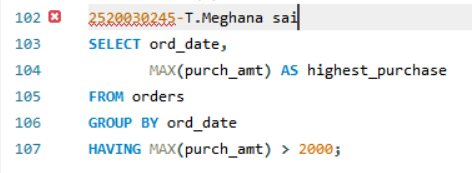 102 2520030245-T.Meghana sai
103 SELECT ord_date,
104 MAX(purch_amt) AS highest_purchase
105 FROM orders
106 GROUP BY ord_date
107 HAVING MAX(purch_amt) > 2000;